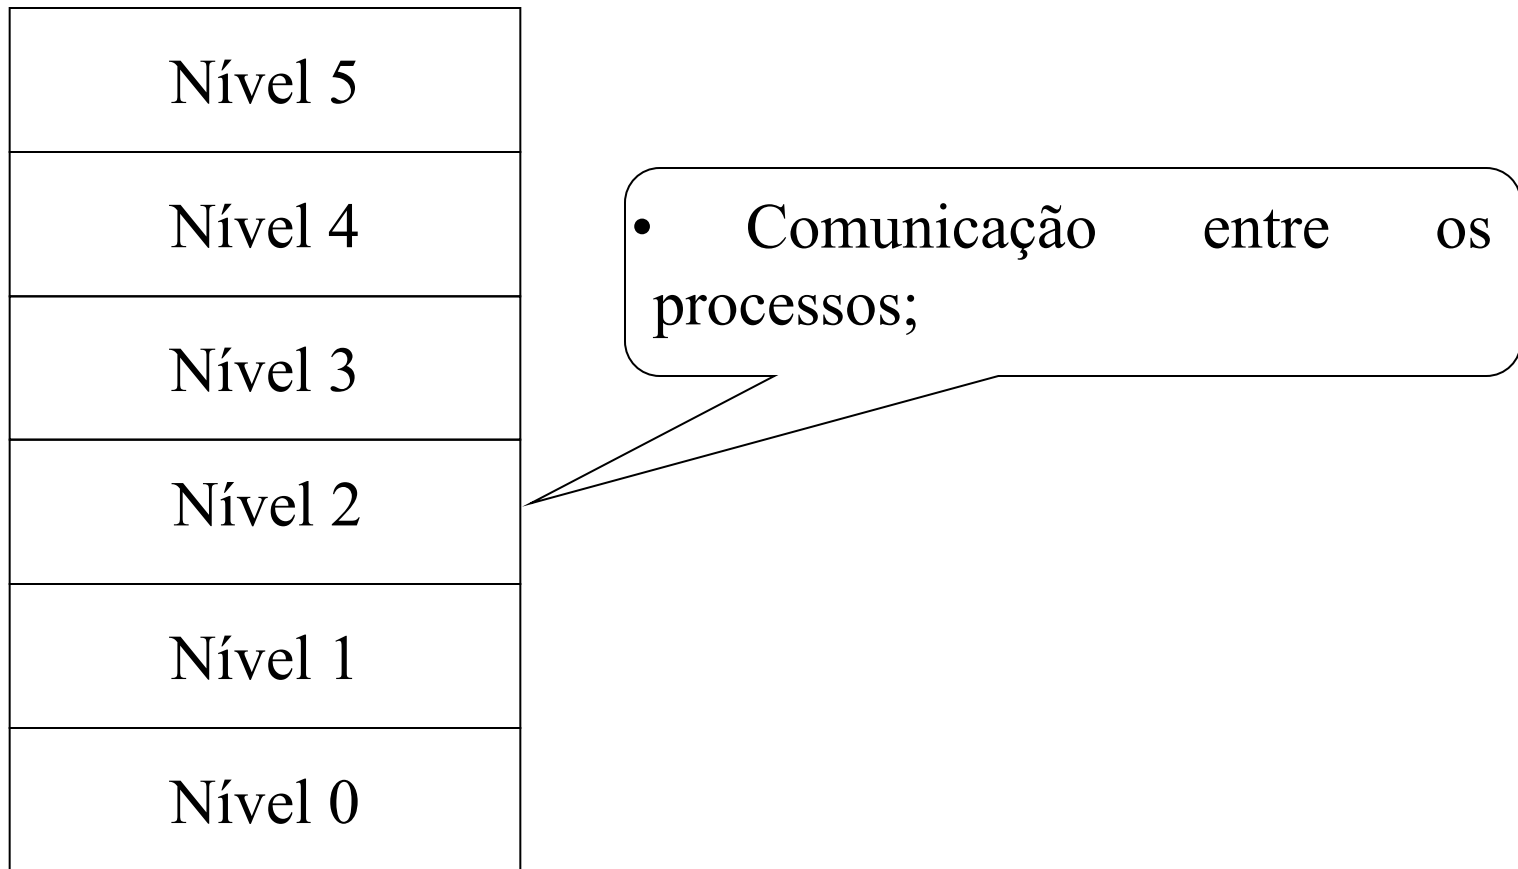 Nível 5
Nível 4
• Comunicação entre os
processos;
Nível 3
Nível 2
Nível 1
Nível 0